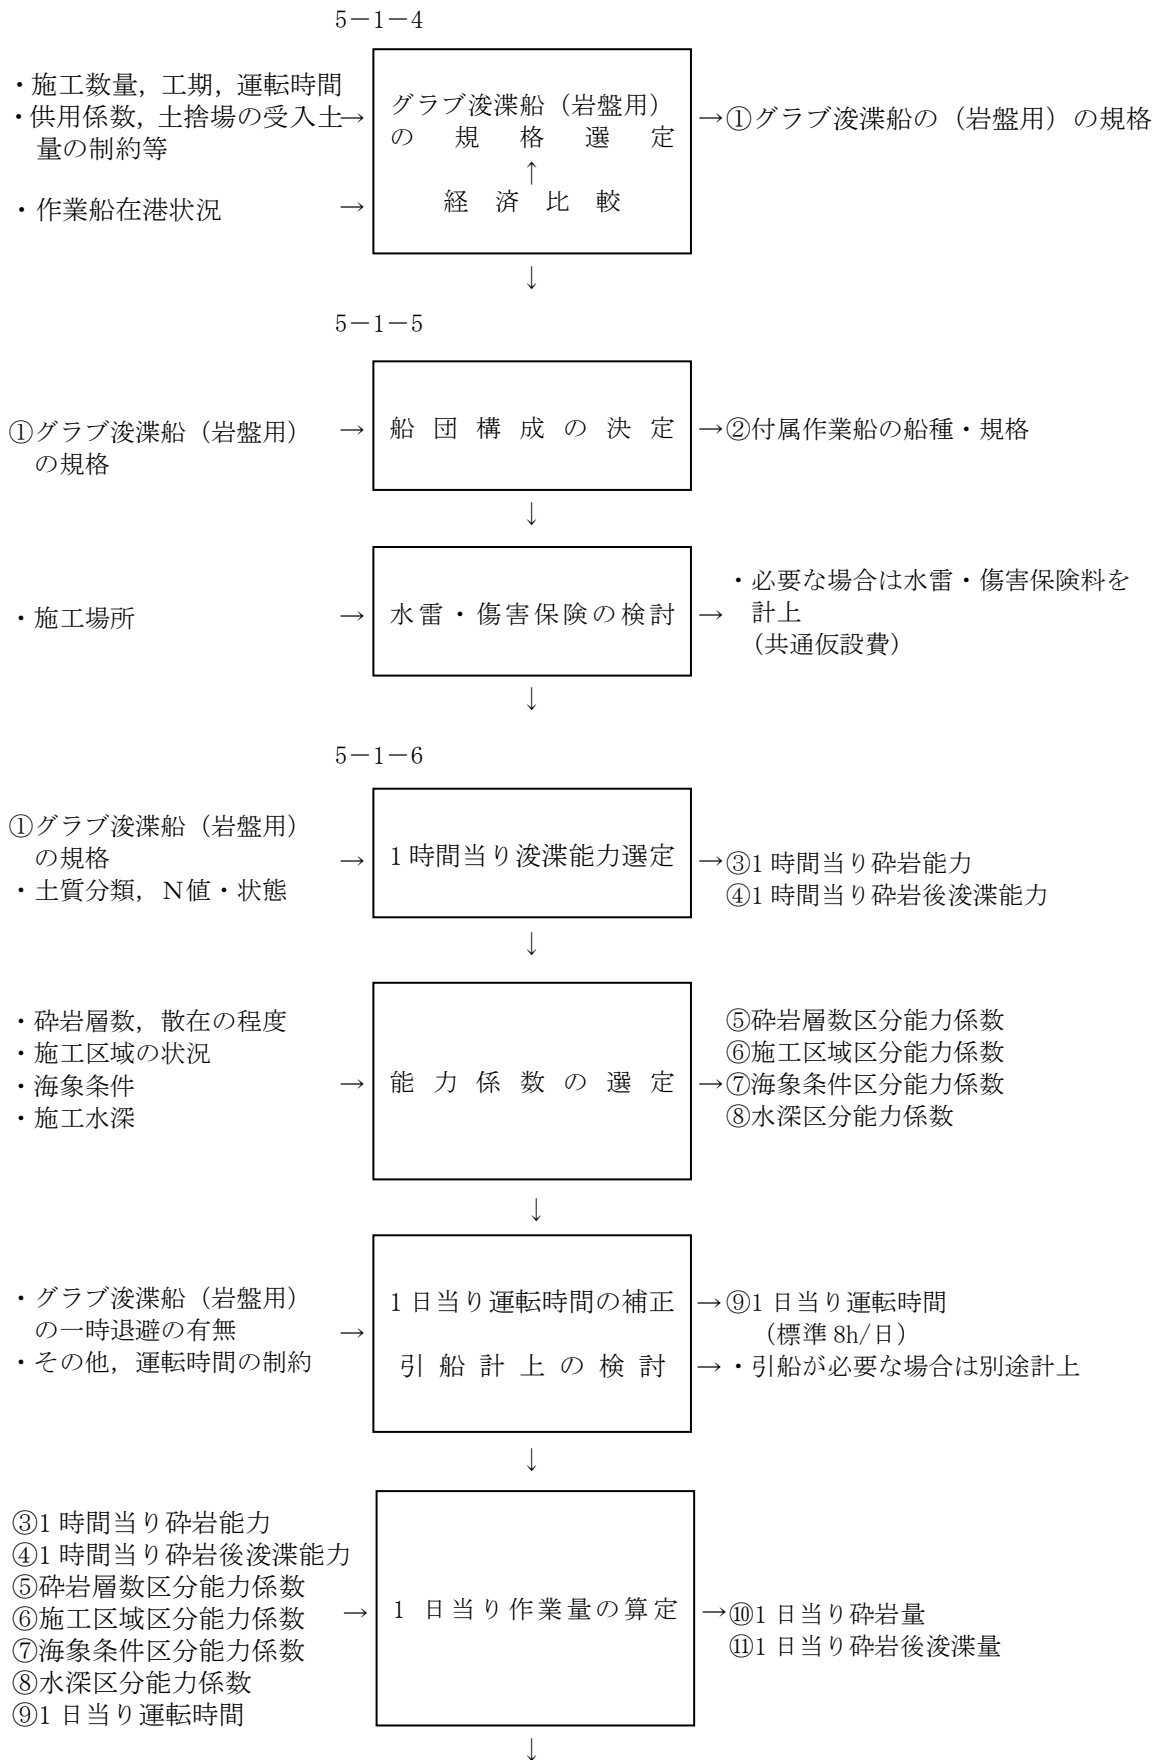 5－1－4
・施工数量，工期，運転時間
・供用係数，土捨場の受入土→
量の制約等
・作業船在港状況 →
グラブ浚渫船（岩盤用）
の規格選定
↑
経済比較
→①グラブ浚渫船の（岩盤用）の規格
↓
5－1－5
①グラブ浚渫船（岩盤用） →
の規格
船団構成の決定
→②付属作業船の船種・規格
↓
・施工場所 →
水雷・傷害保険の検討
→
・必要な場合は水雷・傷害保険料を
計上
（共通仮設費）
↓
5－1－6
①グラブ浚渫船（岩盤用）
の規格 →
・土質分類，Ｎ値・状態
1時間当り浚渫能力選定
→③1時間当り砕岩能力
④1時間当り砕岩後浚渫能力
↓
・砕岩層数，散在の程度
・施工区域の状況
・海象条件 →
・施工水深
能力係数の選定
⑤砕岩層数区分能力係数
⑥施工区域区分能力係数
→⑦海象条件区分能力係数
⑧水深区分能力係数
↓
・グラブ浚渫船（岩盤用）
の一時退避の有無 →
・その他，運転時間の制約
1日当り運転時間の補正
引船計上の検討
→⑨1日当り運転時間
（標準8h/日）
→・引船が必要な場合は別途計上
↓
③1時間当り砕岩能力
④1時間当り砕岩後浚渫能力
⑤砕岩層数区分能力係数
⑥施工区域区分能力係数 →
⑦海象条件区分能力係数
⑧水深区分能力係数
⑨1日当り運転時間
1日当り作業量の算定
→⑩1日当り砕岩量
⑪1日当り砕岩後浚渫量
↓